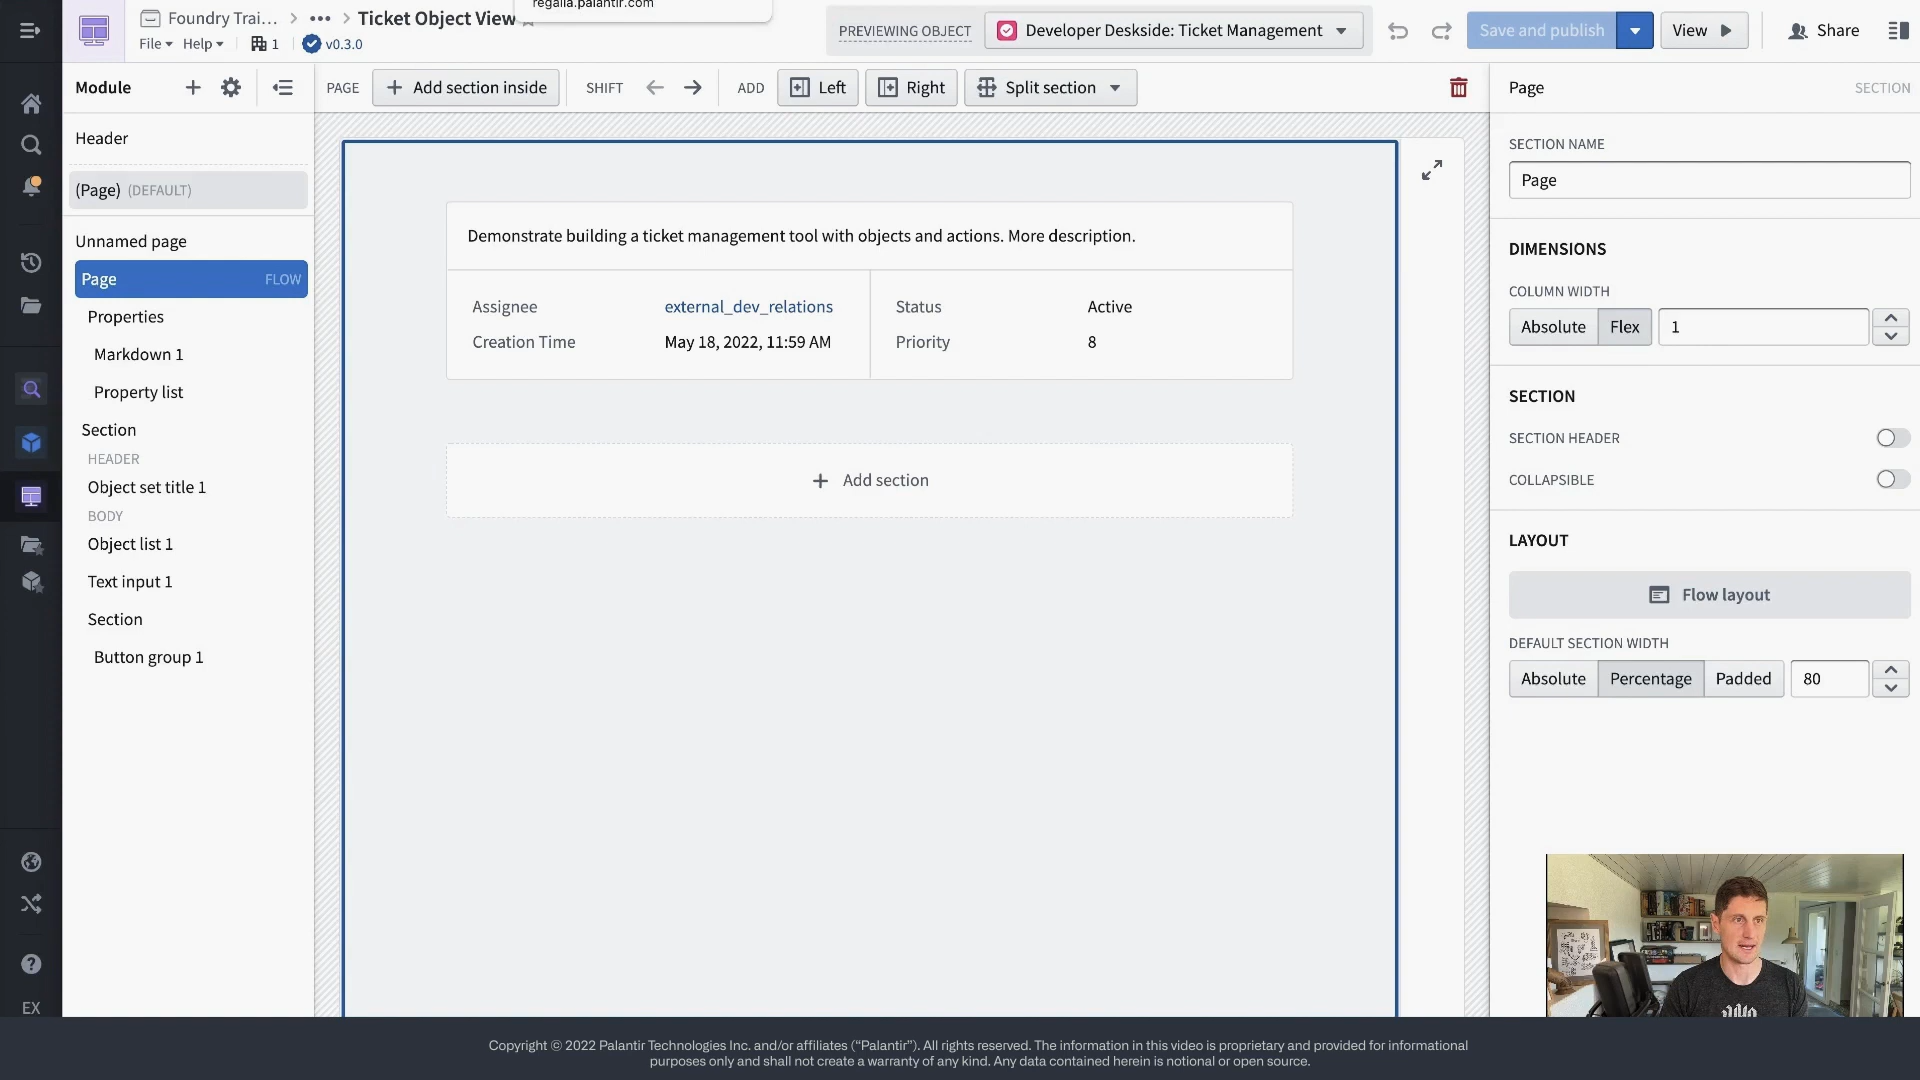 Foundry Trai...
Ticket Object View
regalia.palantir.com
File
Help
1
v0.3.0
PREVIEWING OBJECT
Developer Deskside: Ticket Management
Save and publish
View
Share
Module
PAGE
Add section inside
SHIFT
ADD
Left
Right
Split section
Page
SECTION
Header
(Page) (DEFAULT)
Unnamed page
Page FLOW
Properties
Markdown 1
Property list
Section
HEADER
Object set title 1
BODY
Object list 1
Text input 1
Section
Button group 1
EX
Demonstrate building a ticket management tool with objects and actions. More description.
Assignee external_dev_relations Status Active
Creation Time May 18, 2022, 11:59 AM Priority 8
Add section
SECTION NAME
Page
DIMENSIONS
COLUMN WIDTH
Absolute Flex 1
SECTION
SECTION HEADER
COLLAPSIBLE
LAYOUT
Flow layout
DEFAULT SECTION WIDTH
Absolute Percentage Padded 80
Copyright © 2022 Palantir Technologies Inc. and/or affiliates (“Palantir”). All rights reserved. The information in this video is proprietary and provided for informational
purposes only and shall not create a warranty of any kind. Any data contained herein is notional or open source.